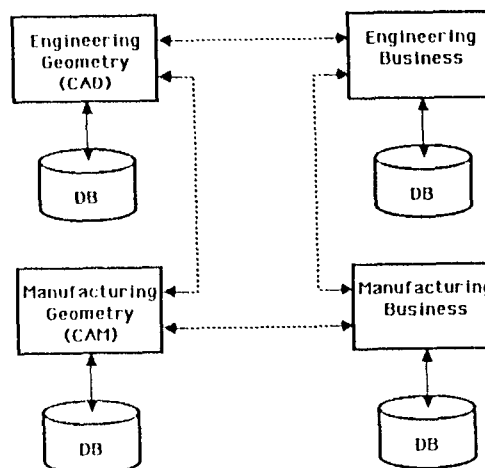 Engineering
Geometry
(CAD)
Engineering
Business
DB
DB
Manufacturing
Geometry
(CAM)
Manufacturing
Business
DB
DB